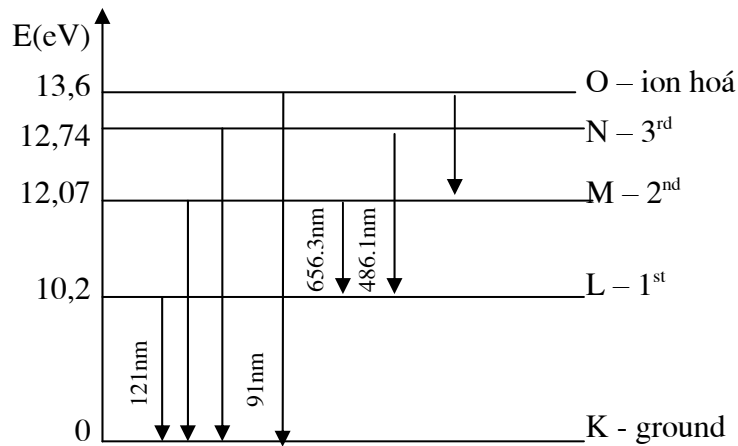 E(eV)
13,6
O – ion hoá
12,74
N – 3rd
12,07
M – 2nd
656.3nm
486.1nm
10,2
L – 1st
121nm
91nm
0
K - ground